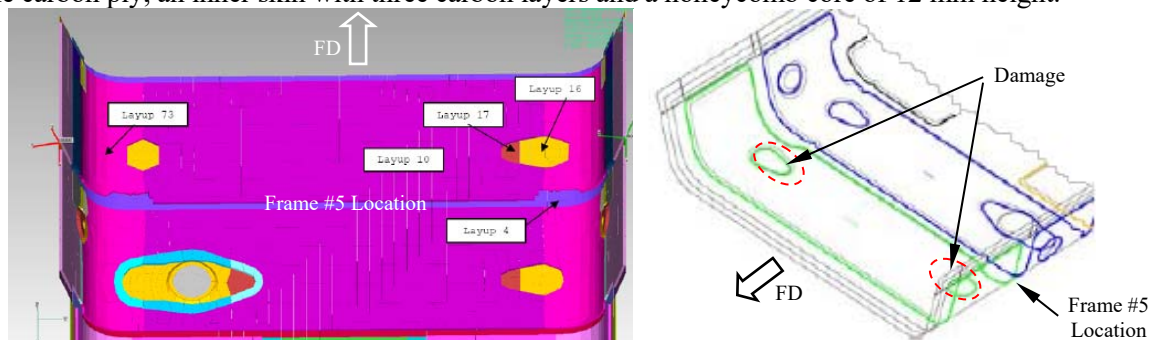 carbon ply, an inner skin with three carbon layers and a honeycomb core of 12 mm height.
FD
Layup 16
Layup 73
Layup 17
Layup 10
Frame #5 Location
Layup 4
Damage
FD
Frame #5
Location